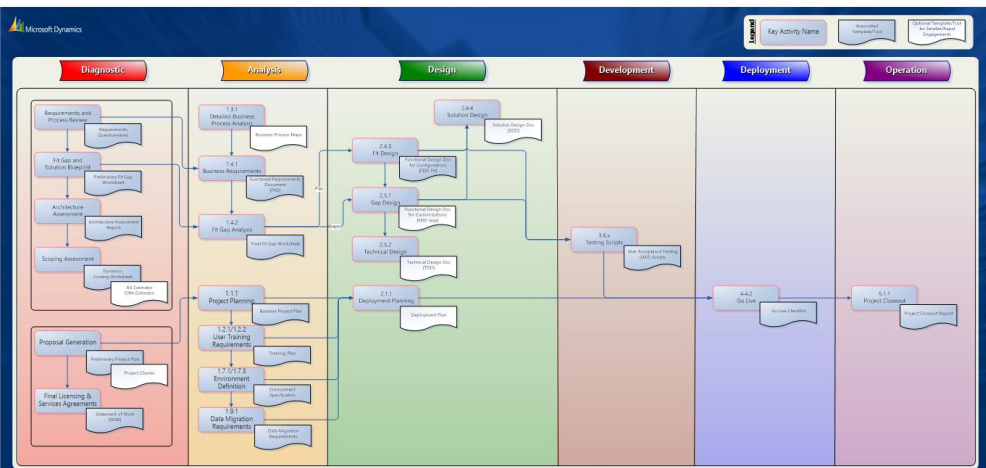 Microsoft Dynamics
Legend
Key Activity Name
Associated
Template/Tool
Optional Template/Tool
for Smaller/Rapid
Engagements
Diagnostic
Analysis
Design
Development
Deployment
Operation
Requirements and
Process Review
Requirements
Questionnaires
Fit Gap and
Solution Blueprint
Preliminary Fit Gap
Worksheet
Architecture
Assessment
Architecture Assessment
Report
Scoping Assessment
Dynamics
Costing Worksheet
CRM Estimator
Proposal Generation
Preliminary Project Plan
Project Charter
Final Licensing &
Services Agreements
Statement of Work
[SOW]
1.3.1
Detailed Business
Process Analysis
Business Process Maps
1.4.1
Business Requirements
Functional Requirements
Document
[FRD]
1.4.2
Fit Gap Analysis
Final Fit Gap Worksheet
1.1.1
Project Planning
Baseline Project Plan
1.2.1/1.2.2
User Training
Requirements
Training Plan
1.7.1/1.7.3
Environment
Definition
Environment
Specification
1.9.1
Data Migration
Requirements
Data Migration
Requirements
Fits
Gaps
2.4.4
Solution Design
Solution Design Doc
[SDD]
2.4.3
Fit Design
Functional Design Doc
for Configurations
[FDD Fit]
2.5.1
Gap Design
Functional Design Doc
for Customizations
[FDD Gap]
2.5.2
Technical Design
Technical Design Doc
[TDD]
2.1.1
Deployment Planning
Deployment Plan
3.6.x
Testing Scripts
User Acceptance Testing
(UAT) Scripts
4.4.2
Go Live
Go-Live Checklist
5.1.1
Project Closeout
Project Closeout Report